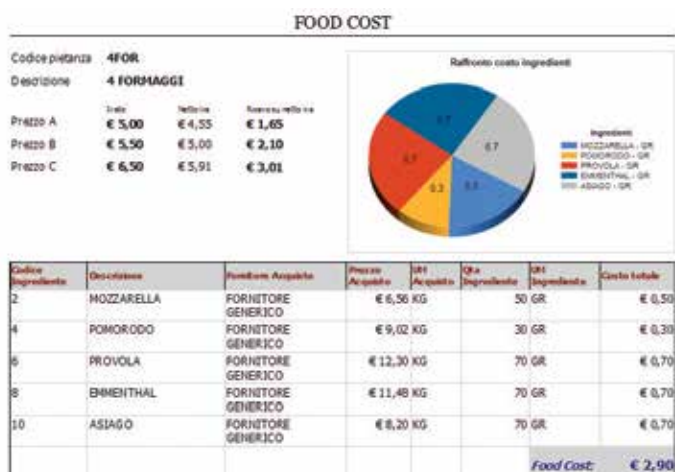 FOOD COST
Codice pietanza 4FOR
Descrizione 4 FORMAGGI
Prezzo A € 5,00 € 4,55 € 1,65
Prezzo B € 5,50 € 5,00 € 2,10
Prezzo C € 6,50 € 5,91 € 3,01
Raffronto costo ingredienti
0.7
0.7
0.7
0.3
0.5
Ingredienti
MOZZARELLA - GR
POMORODO - GR
PROVOLA - GR
EMMENTHAL - GR
ASIAGO - GR
Codice Ingrediente Descrizione Fornitore Acquisto Prezzo Acquisto UM Acquisto Qta Ingrediente UM Ingrediente Costo totale
2 MOZZARELLA FORNITORE GENERICO € 6,56 KG 50 GR € 0,50
4 POMORODO FORNITORE GENERICO € 9,02 KG 30 GR € 0,30
6 PROVOLA FORNITORE GENERICO € 12,30 KG 70 GR € 0,70
8 EMMENTHAL FORNITORE GENERICO € 11,48 KG 70 GR € 0,70
10 ASIAGO FORNITORE GENERICO € 8,20 KG 70 GR € 0,70
Food Cost: € 2,90